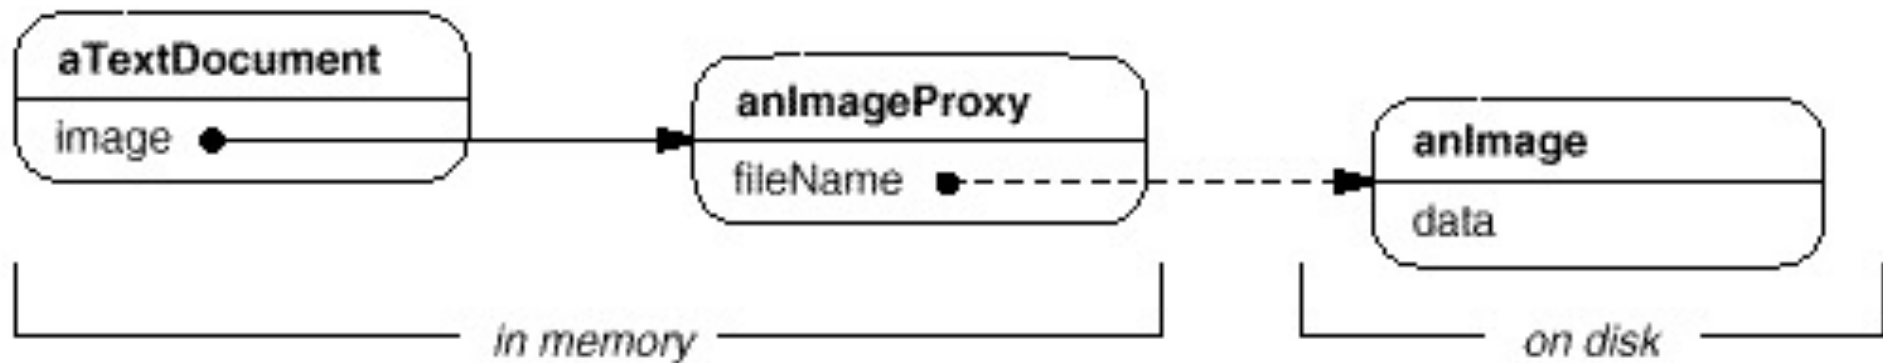 aTextDocument
image
anImageProxy
fileName
anImage
data
in memory
on disk